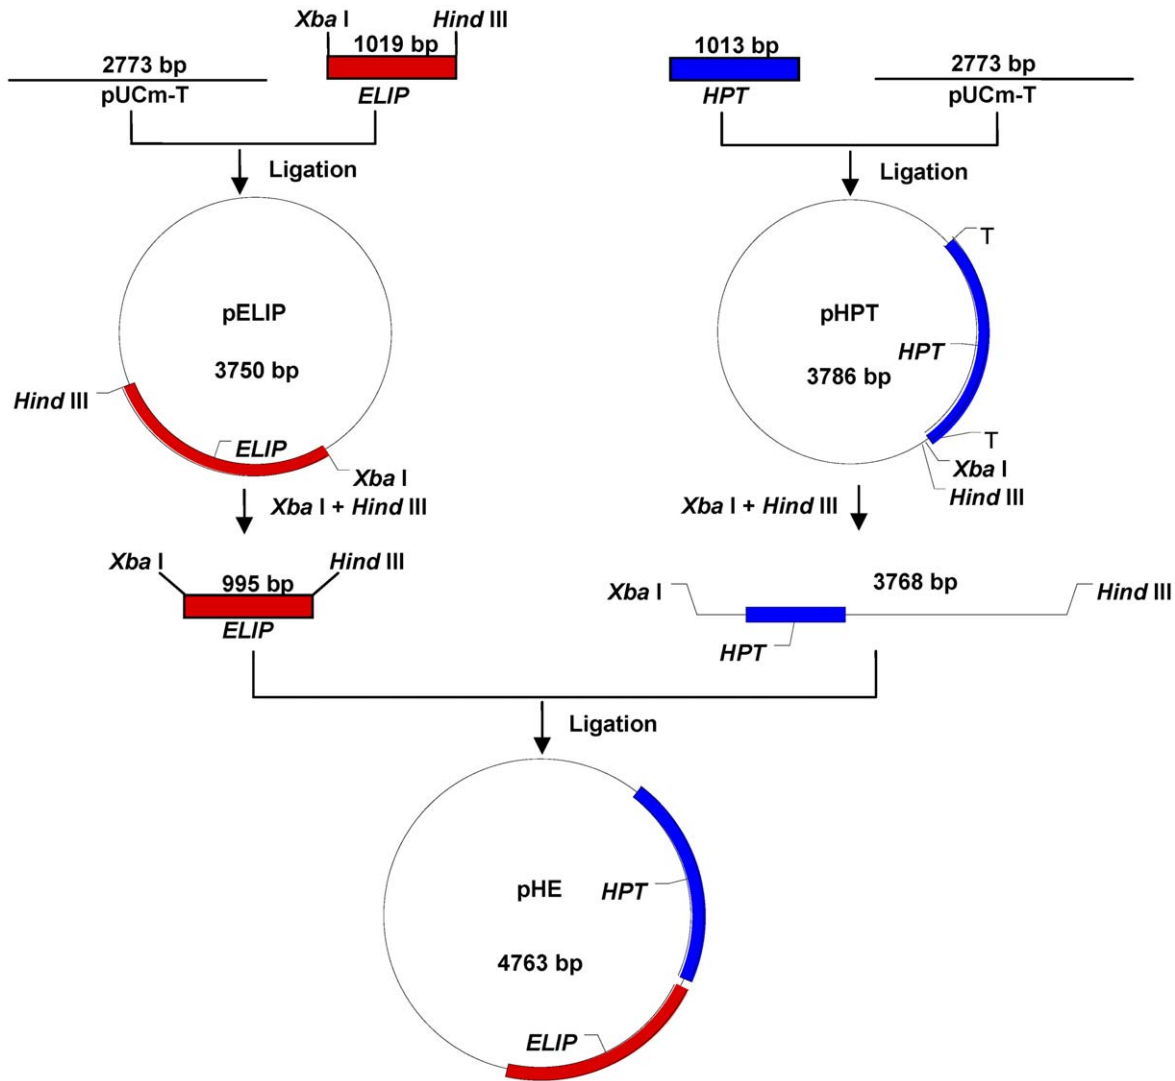 Xba I
Hind III
1019 bp
ELIP
2773 bp
pUCm-T
1013 bp
HPT
2773 bp
pUCm-T
Ligation
Ligation
pELIP
3750 bp
Hind III
ELIP
Xba I
T
pHPT
HPT
3786 bp
T
Xba I
Hind III
Xba I + Hind III
Xba I + Hind III
Xba I
Hind III
995 bp
ELIP
Xba I
3768 bp
Hind III
HPT
Ligation
pHE
HPT
4763 bp
ELIP